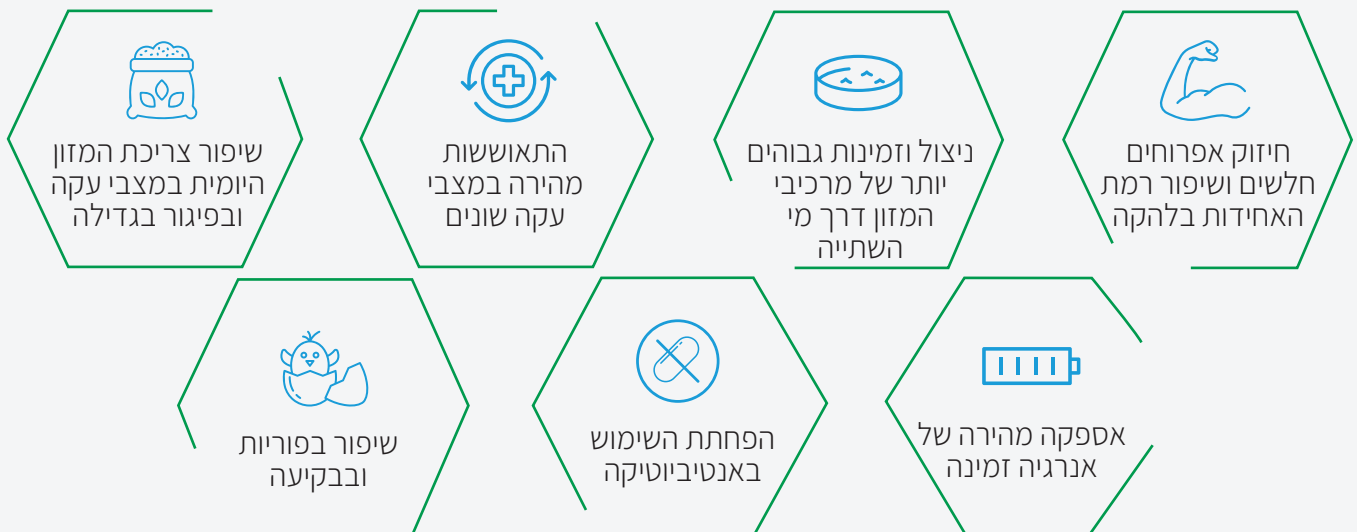 חיזוק אפרוחים
חלשים ושיפור רמת
האחידות בלהקה
ניצול וזמינות גבוהים
יותר של מרכיבי
המזון דרך מי
השתייה
התאוששות
מהירה במצבי
עקה שונים
שיפור צריכת המזון
היומית במצבי עקה
ובפיגור בגדילה
אספקה מהירה של
אנרגיה זמינה
הפחתת השימוש
באנטיביוטיקה
שיפור בפוריות
ובבקיעה